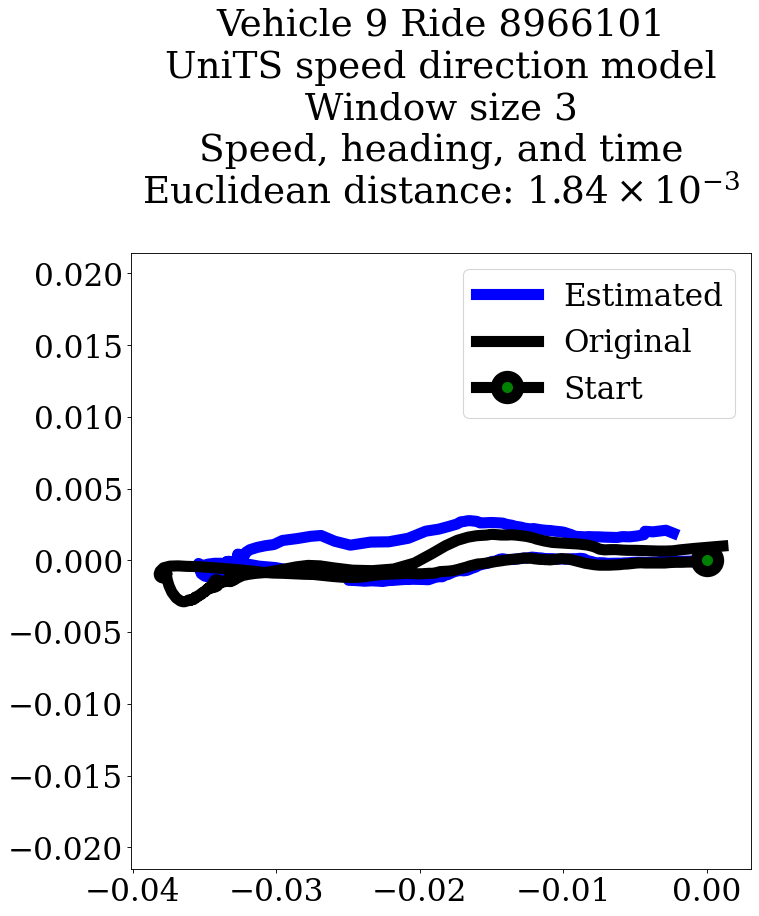 Vehicle 9 Ride 8966101
UniTS speed direction model
Window size 3
Speed, heading, and time
Euclidean distance: 1.84 × 10⁻³
Estimated
Original
Start
0.020
0.015
0.010
0.005
0.000
−0.005
−0.010
−0.015
−0.020
−0.04 −0.03 −0.02 −0.01 0.00